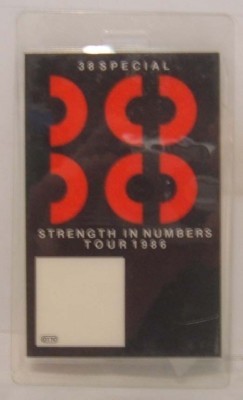 38 SPECIAL
STRENGTH IN NUMBERS
TOUR 1986